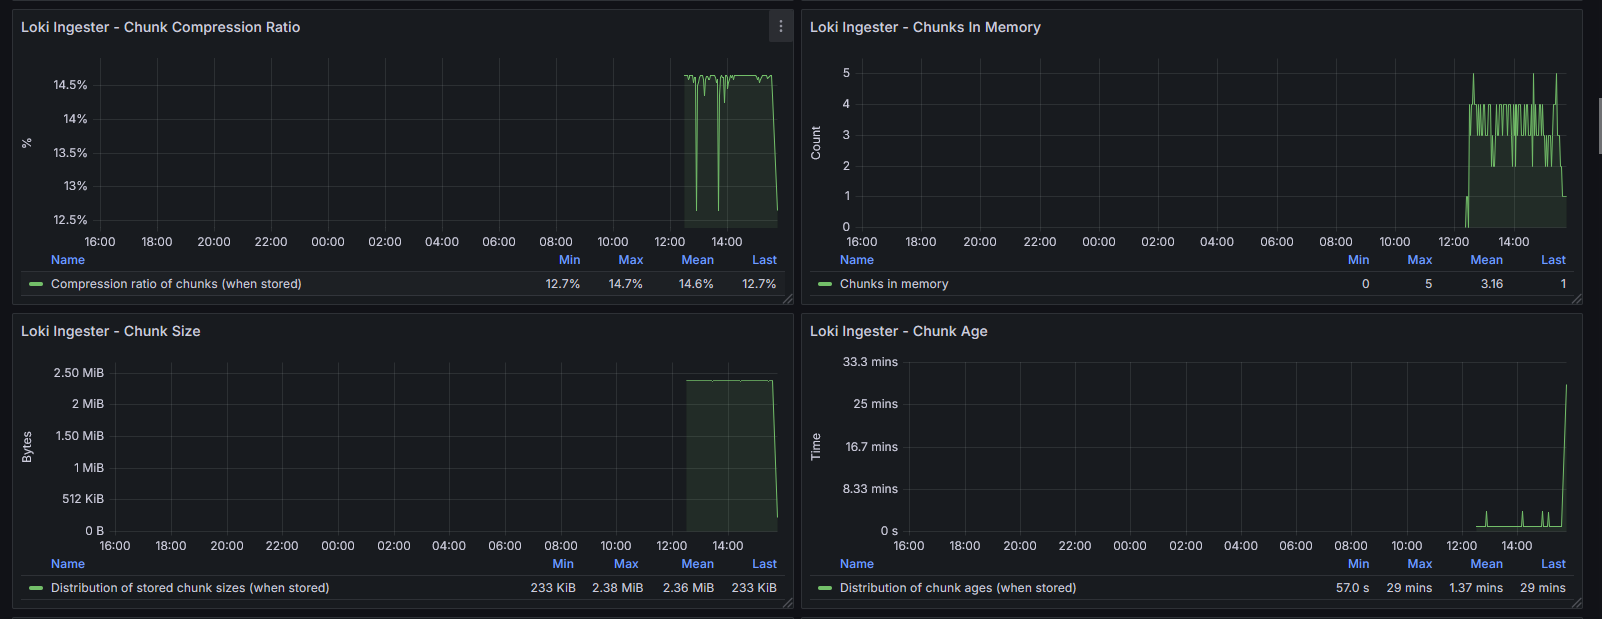 Loki Ingester - Chunk Compression Ratio
14.5%
14%
13.5%
13%
12.5%
%
16:00 18:00 20:00 22:00 00:00 02:00 04:00 06:00 08:00 10:00 12:00 14:00
Name Min Max Mean Last
Compression ratio of chunks (when stored) 12.7% 14.7% 14.6% 12.7%
Loki Ingester - Chunks In Memory
5
4
3
2
1
0
Count
16:00 18:00 20:00 22:00 00:00 02:00 04:00 06:00 08:00 10:00 12:00 14:00
Name Min Max Mean Last
Chunks in memory 0 5 3.16 1
Loki Ingester - Chunk Size
2.50 MiB
2 MiB
1.50 MiB
1 MiB
512 KiB
0 B
Bytes
16:00 18:00 20:00 22:00 00:00 02:00 04:00 06:00 08:00 10:00 12:00 14:00
Name Min Max Mean Last
Distribution of stored chunk sizes (when stored) 233 KiB 2.38 MiB 2.36 MiB 233 KiB
Loki Ingester - Chunk Age
33.3 mins
25 mins
16.7 mins
8.33 mins
0 s
Time
16:00 18:00 20:00 22:00 00:00 02:00 04:00 06:00 08:00 10:00 12:00 14:00
Name Min Max Mean Last
Distribution of chunk ages (when stored) 57.0 s 29 mins 1.37 mins 29 mins